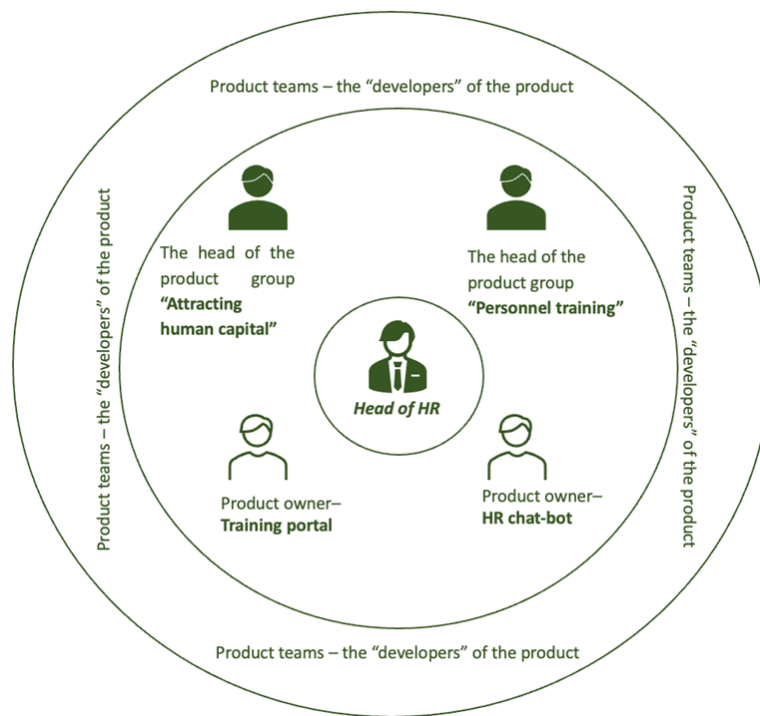 Product teams – the “developers” of the product
Product teams – the “developers” of the product
Product teams – the “developers” of the product
The head of the
product group
“Attracting
human capital”
The head of the
product group
“Personnel training”
Head of HR
Product owner–
Training portal
Product owner–
HR chat-bot
Product teams – the “developers” of the product